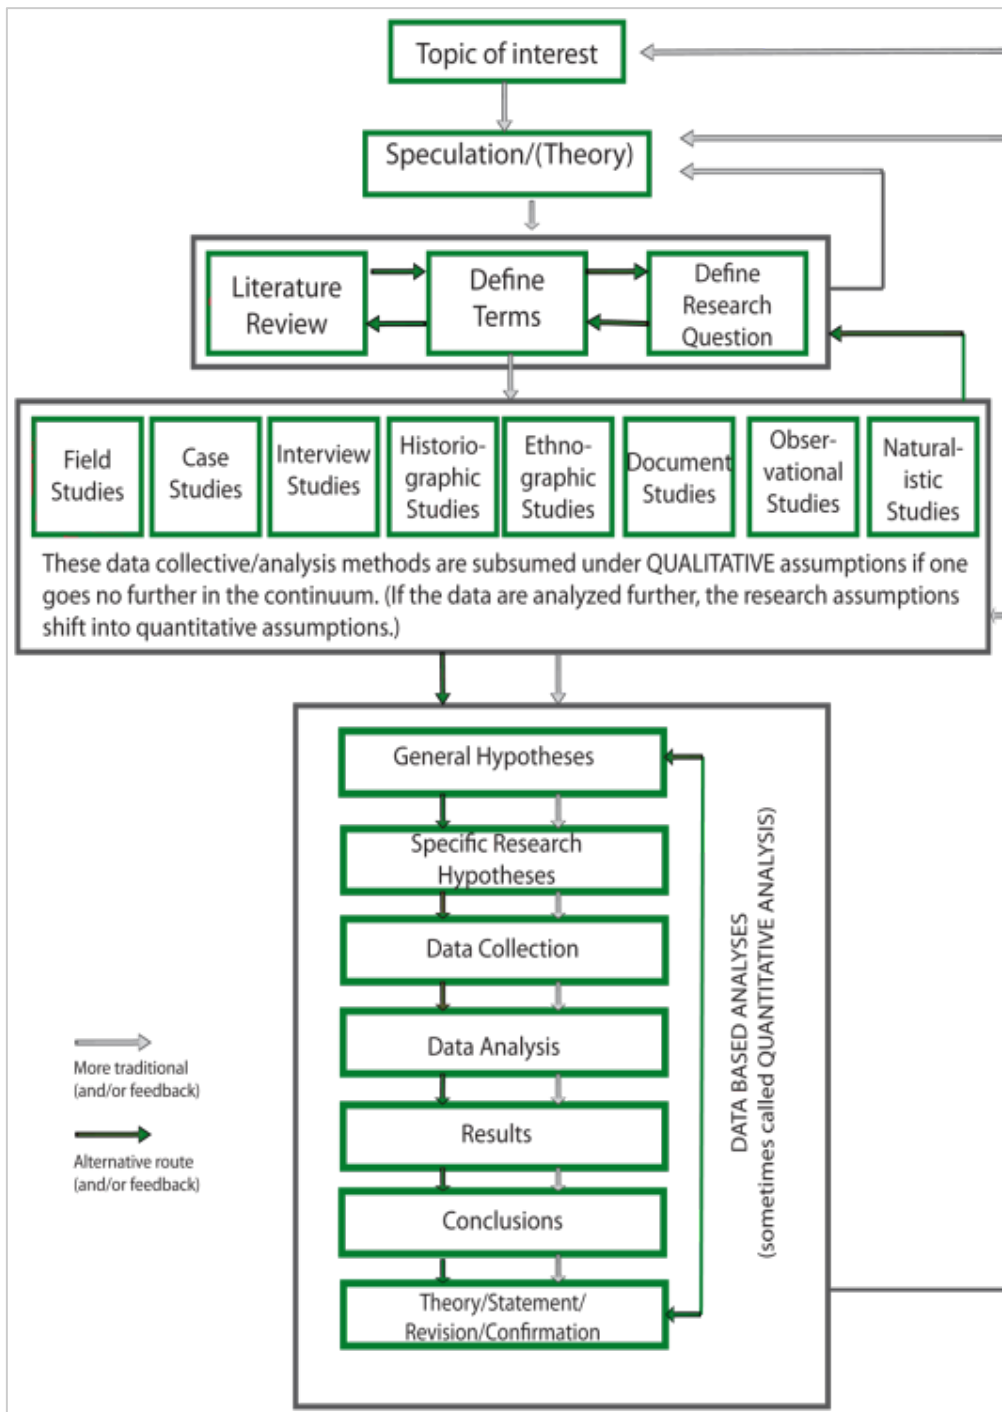 Topic of interest
Speculation/(Theory)
Literature
Review
Define
Terms
Define
Research
Question
Field
Studies
Case
Studies
Interview
Studies
Historio-
graphic
Studies
Ethno-
graphic
Studies
Document
Studies
Obser-
vational
Studies
Natural-
istic
Studies
These data collective/analysis methods are subsumed under QUALITATIVE assumptions if one
goes no further in the continuum. (If the data are analyzed further, the research assumptions
shift into quantitative assumptions.)
General Hypotheses
Specific Research
Hypotheses
Data Collection
Data Analysis
Results
Conclusions
Theory/Statement/
Revision/Confirmation
DATA BASED ANALYSES
(sometimes called QUANTITATIVE ANALYSIS)
More traditional
(and/or feedback)
Alternative route
(and/or feedback)